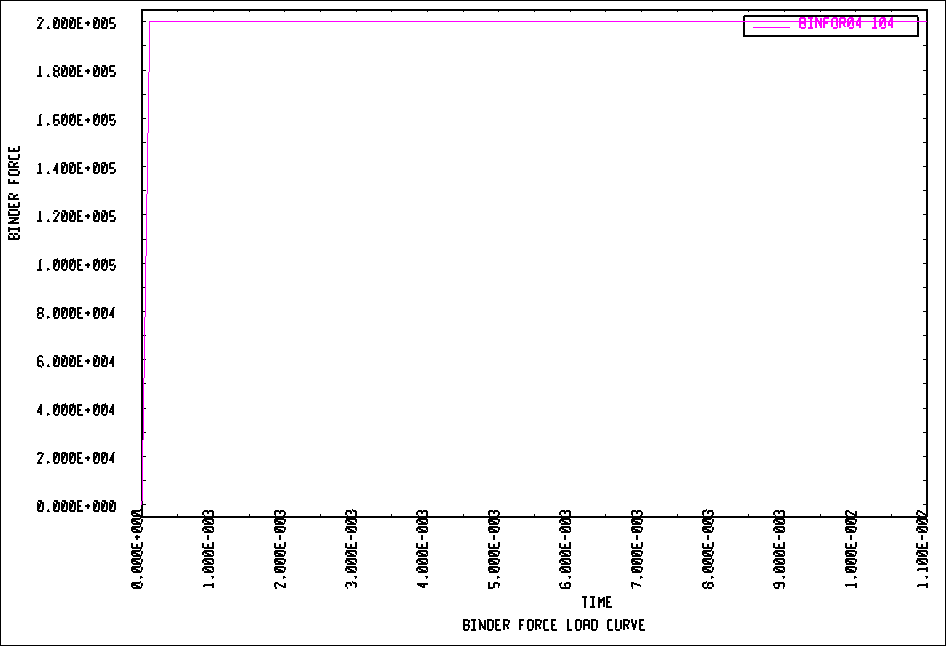 2.000E+005
BINFOR04 104
1.800E+005
1.600E+005
1.400E+005
1.200E+005
1.000E+005
8.000E+004
6.000E+004
4.000E+004
2.000E+004
0.000E+000
BINDER FORCE
0.000E+000
1.000E-003
2.000E-003
3.000E-003
4.000E-003
5.000E-003
6.000E-003
7.000E-003
8.000E-003
9.000E-003
1.000E-002
1.100E-002
TIME
BINDER FORCE LOAD CURVE